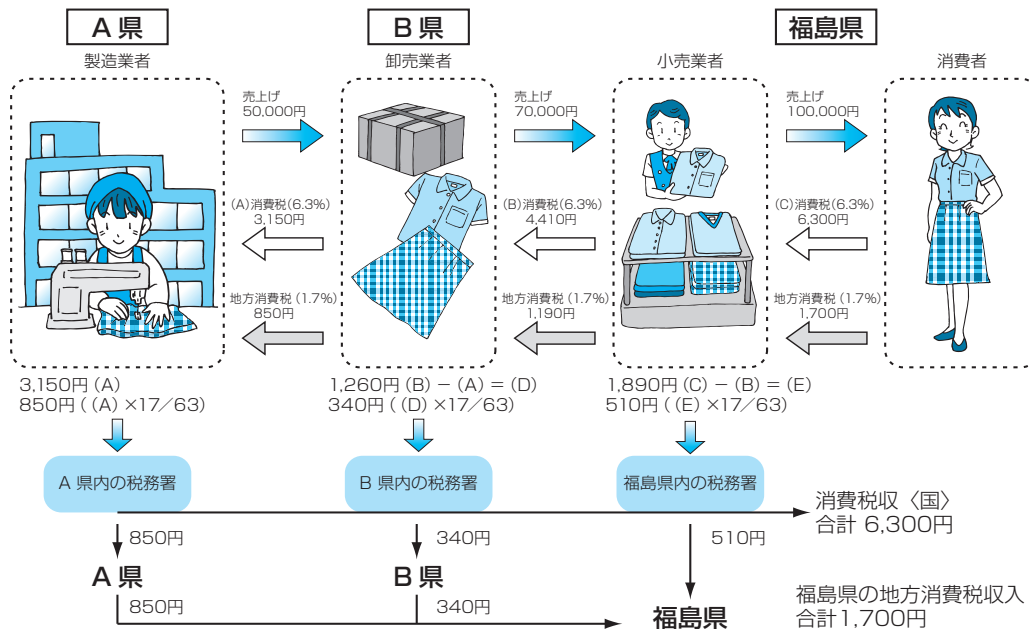 A 県
B 県
福島県
製造業者
卸売業者
小売業者
消費者
売上げ
50,000円
売上げ
70,000円
売上げ
100,000円
(A)消費税(6.3%)
3,150円
(B)消費税(6.3%)
4,410円
(C)消費税(6.3%)
6,300円
地方消費税(1.7%)
850円
地方消費税(1.7%)
1,190円
地方消費税(1.7%)
1,700円
3,150円(A)
850円((A)×17/63)
1,260円(B)－(A)=(D)
340円((D)×17/63)
1,890円(C)－(B)=(E)
510円((E)×17/63)
A 県内の税務署
B 県内の税務署
福島県内の税務署
消費税収〈国〉
合計 6,300円
850円
340円
510円
A 県
B 県
850円
340円
福島県
福島県の地方消費税収入
合計1,700円